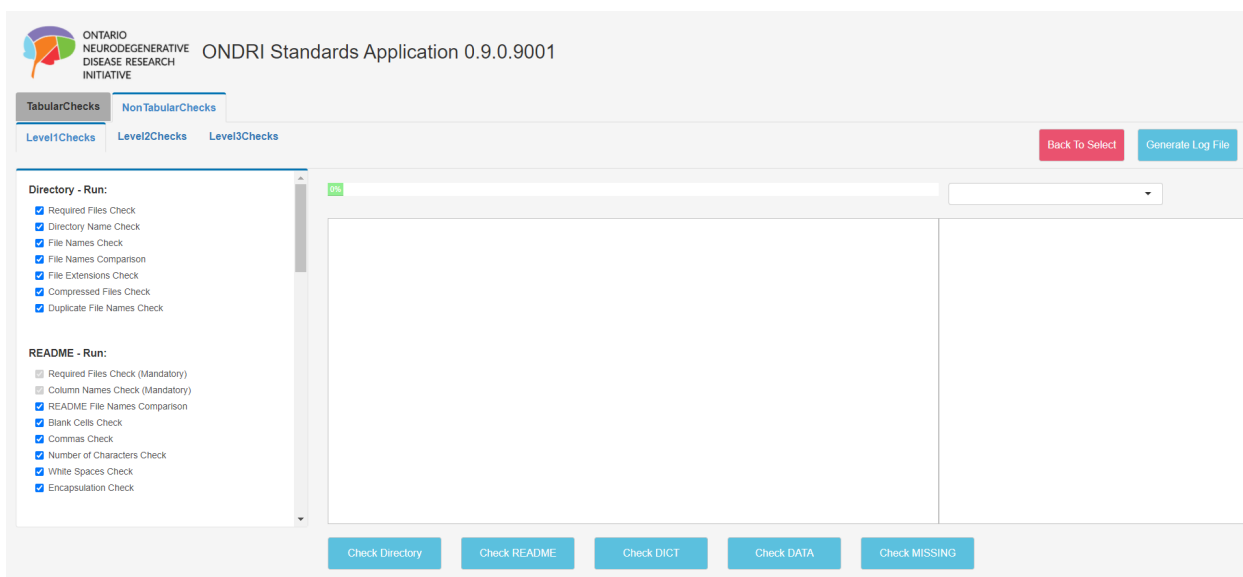 ONTARIO
NEURODEGENERATIVE
DISEASE RESEARCH
INITIATIVE
ONDRI Standards Application 0.9.0.9001
TabularChecks
NonTabularChecks
Level1Checks
Level2Checks
Level3Checks
Back To Select
Generate Log File
Directory - Run:
Required Files Check
Directory Name Check
File Names Check
File Names Comparison
File Extensions Check
Compressed Files Check
Duplicate File Names Check
README - Run:
Required Files Check (Mandatory)
Column Names Check (Mandatory)
README File Names Comparison
Blank Cells Check
Commas Check
Number of Characters Check
White Spaces Check
Encapsulation Check
0%
Check Directory
Check README
Check DICT
Check DATA
Check MISSING